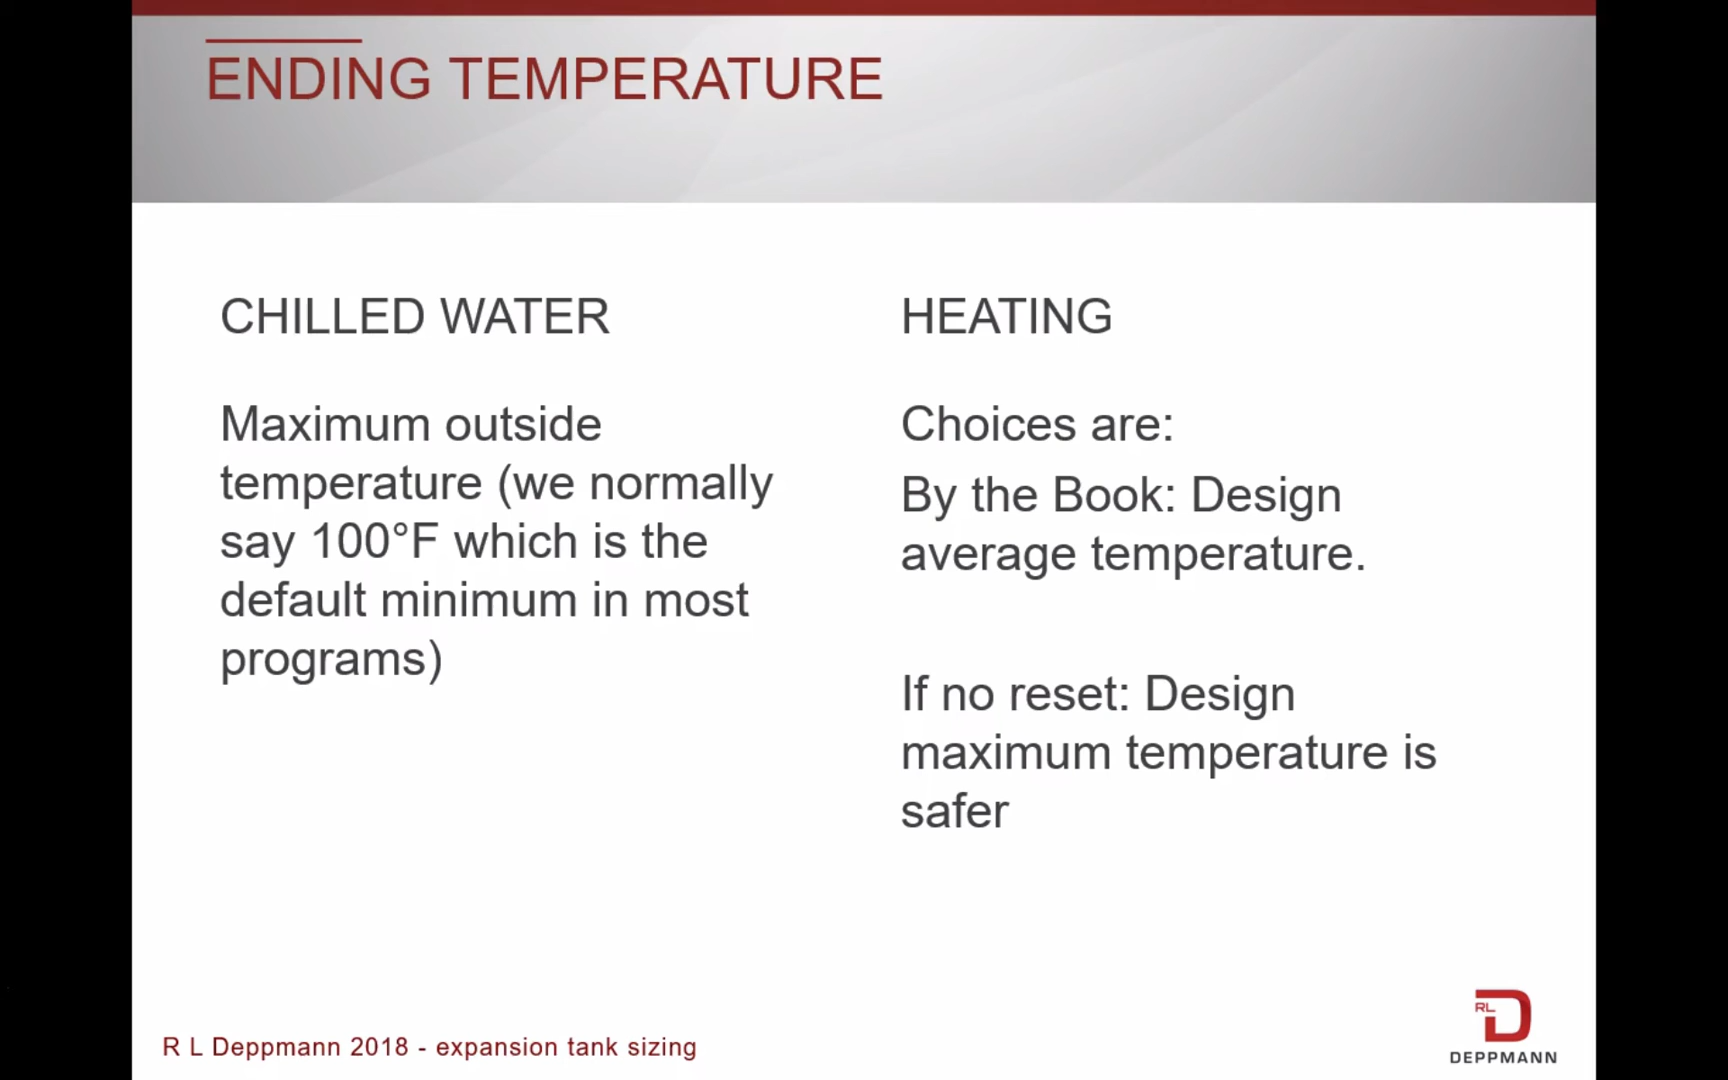 ENDING TEMPERATURE
CHILLED WATER
Maximum outside
temperature (we normally
say 100°F which is the
default minimum in most
programs)
HEATING
Choices are:
By the Book: Design
average temperature.
If no reset: Design
maximum temperature is
safer
R L Deppmann 2018 - expansion tank sizing
RL
D
DEPPMANN